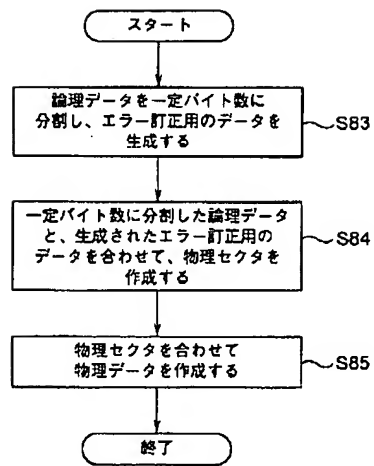 スタート
論理データを一定バイト数に
分割し、エラー訂正用のデータを
生成する
S83
一定バイト数に分割した論理データ
と、生成されたエラー訂正用の
データを合わせて、物理セクタを
作成する
S84
物理セクタを合わせて
物理データを作成する
S85
終了